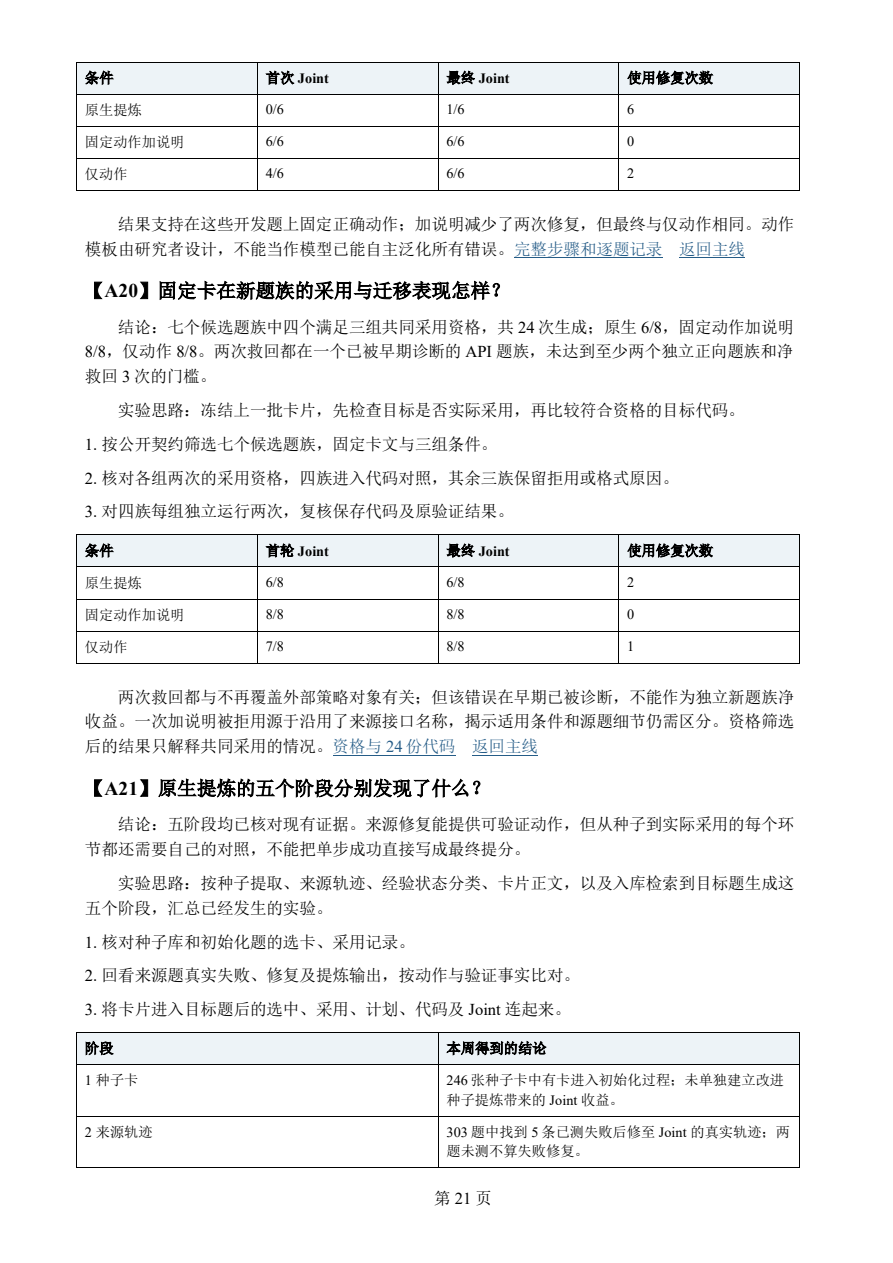 条件 首次 Joint 最终 Joint 使用修复次数
原生提炼 0/6 1/6 6
固定动作加说明 6/6 6/6 0
仅动作 4/6 6/6 2
结果支持在这些开发题上固定正确动作；加说明减少了两次修复，但最终与仅动作相同。动作
模板由研究者设计，不能当作模型已能自主泛化所有错误。完整步骤和逐题记录 返回主线
【A20】固定卡在新题族的采用与迁移表现怎样？
结论：七个候选题族中四个满足三组共同采用资格，共 24 次生成；原生 6/8，固定动作加说明
8/8，仅动作 8/8。两次救回都在一个已被早期诊断的 API 题族，未达到至少两个独立正向题族和净
救回 3 次的门槛。
实验思路：冻结上一批卡片，先检查目标是否实际采用，再比较符合资格的目标代码。
1. 按公开契约筛选七个候选题族，固定卡文与三组条件。
2. 核对各组两次的采用资格，四族进入代码对照，其余三族保留拒用或格式原因。
3. 对四族每组独立运行两次，复核保存代码及原验证结果。
条件 首轮 Joint 最终 Joint 使用修复次数
原生提炼 6/8 6/8 2
固定动作加说明 8/8 8/8 0
仅动作 7/8 8/8 1
两次救回都与不再覆盖外部策略对象有关；但该错误在早期已被诊断，不能作为独立新题族净
收益。一次加说明被拒用源于沿用了来源接口名称，揭示适用条件和源题细节仍需区分。资格筛选
后的结果只解释共同采用的情况。资格与 24 份代码 返回主线
【A21】原生提炼的五个阶段分别发现了什么？
结论：五阶段均已核对现有证据。来源修复能提供可验证动作，但从种子到实际采用的每个环
节都还需要自己的对照，不能把单步成功直接写成最终提分。
实验思路：按种子提取、来源轨迹、经验状态分类、卡片正文，以及入库检索到目标题生成这
五个阶段，汇总已经发生的实验。
1. 核对种子库和初始化题的选卡、采用记录。
2. 回看来源题真实失败、修复及提炼输出，按动作与验证事实比对。
3. 将卡片进入目标题后的选中、采用、计划、代码及 Joint 连起来。
阶段 本周得到的结论
1 种子卡 246 张种子卡中有卡进入初始化过程；未单独建立改进
种子提炼带来的 Joint 收益。
2 来源轨迹 303 题中找到 5 条已测失败后修至 Joint 的真实轨迹；两
题未测不算失败修复。
第 21 页